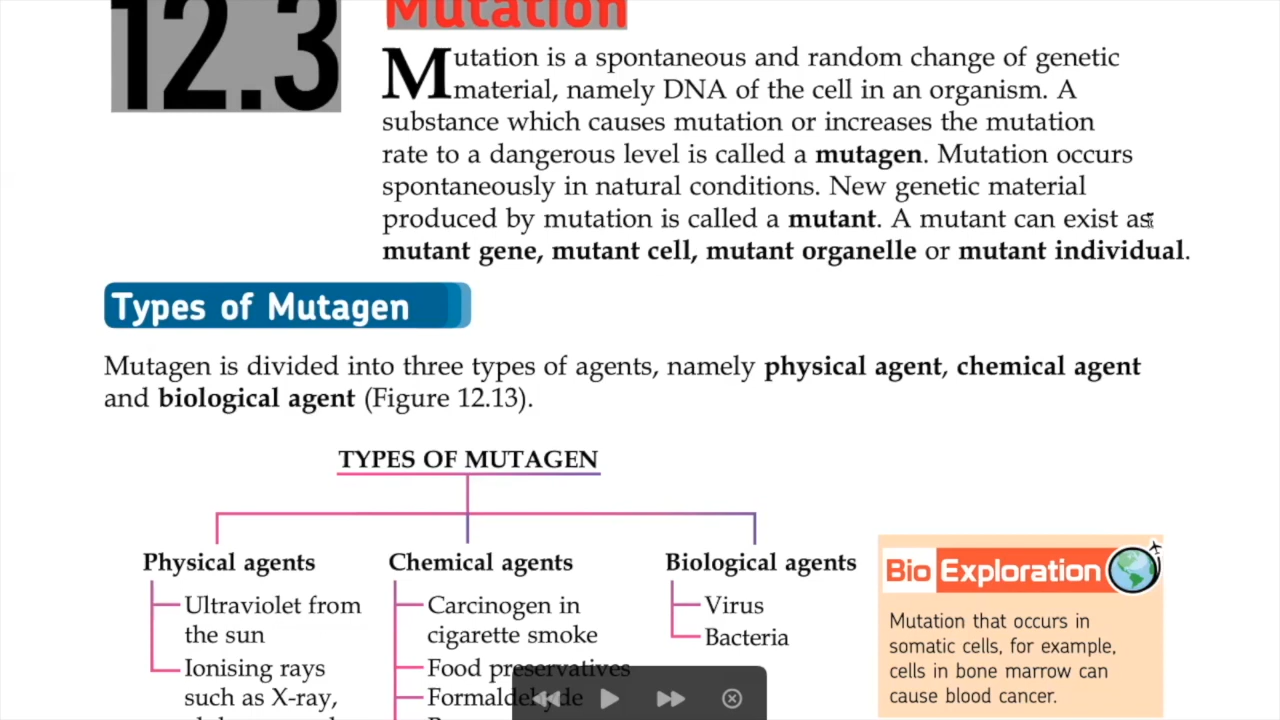 12.3
Mutation
Mutation is a spontaneous and random change of genetic
material, namely DNA of the cell in an organism. A
substance which causes mutation or increases the mutation
rate to a dangerous level is called a mutagen. Mutation occurs
spontaneously in natural conditions. New genetic material
produced by mutation is called a mutant. A mutant can exist as
mutant gene, mutant cell, mutant organelle or mutant individual.
Types of Mutagen
Mutagen is divided into three types of agents, namely physical agent, chemical agent
and biological agent (Figure 12.13).
TYPES OF MUTAGEN
Physical agents
Ultraviolet from
the sun
Ionising rays
such as X-ray,
Chemical agents
Carcinogen in
cigarette smoke
Food preservatives
Formaldehyde
Biological agents
Virus
Bacteria
Bio Exploration
Mutation that occurs in
somatic cells, for example,
cells in bone marrow can
cause blood cancer.